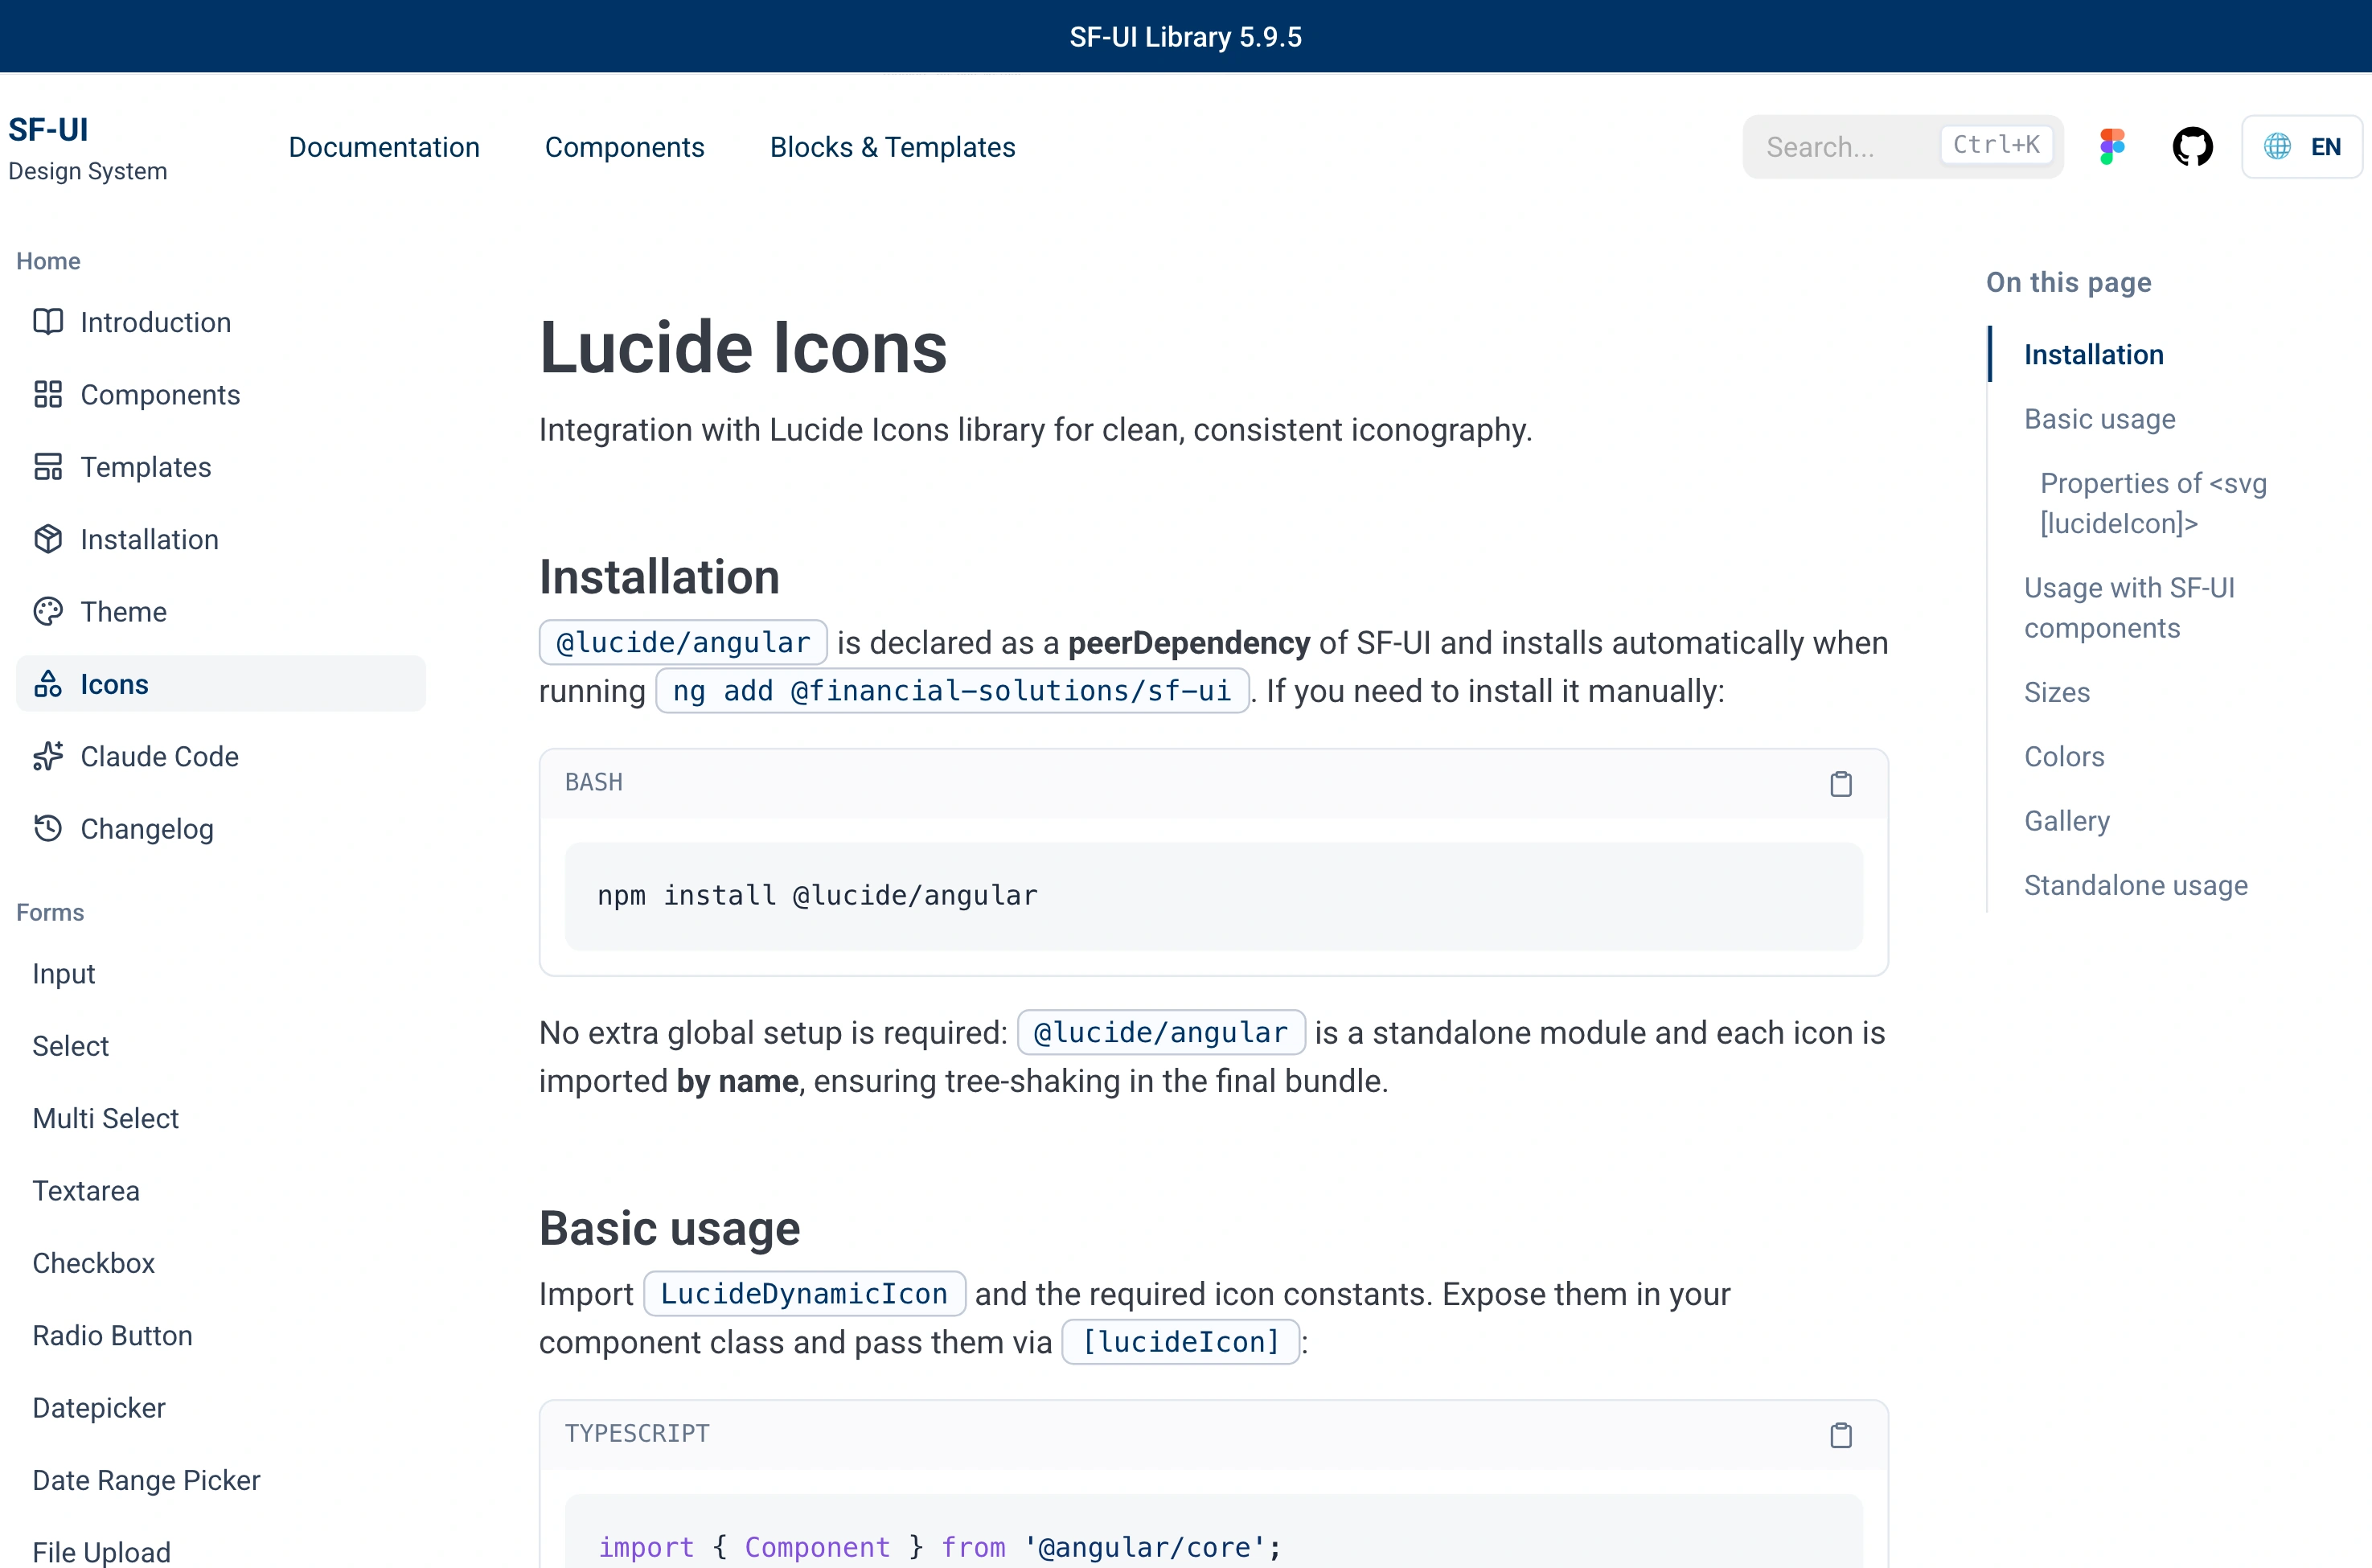 SF-UI Library 5.9.5
SF-UI
Design System
Documentation
Components
Blocks & Templates
Search...
Ctrl+K
EN
Home
Introduction
Components
Templates
Installation
Theme
Icons
Claude Code
Changelog
Forms
Input
Select
Multi Select
Textarea
Checkbox
Radio Button
Datepicker
Date Range Picker
File Upload
Lucide Icons
Integration with Lucide Icons library for clean, consistent iconography.
Installation
@lucide/angular is declared as a peerDependency of SF-UI and installs automatically when
running ng add @financial-solutions/sf-ui. If you need to install it manually:
BASH
npm install @lucide/angular
No extra global setup is required: @lucide/angular is a standalone module and each icon is
imported by name, ensuring tree-shaking in the final bundle.
Basic usage
Import LucideDynamicIcon and the required icon constants. Expose them in your
component class and pass them via [lucideIcon]:
TYPESCRIPT
import { Component } from '@angular/core';
On this page
Installation
Basic usage
Properties of <svg
[lucideIcon]>
Usage with SF-UI
components
Sizes
Colors
Gallery
Standalone usage